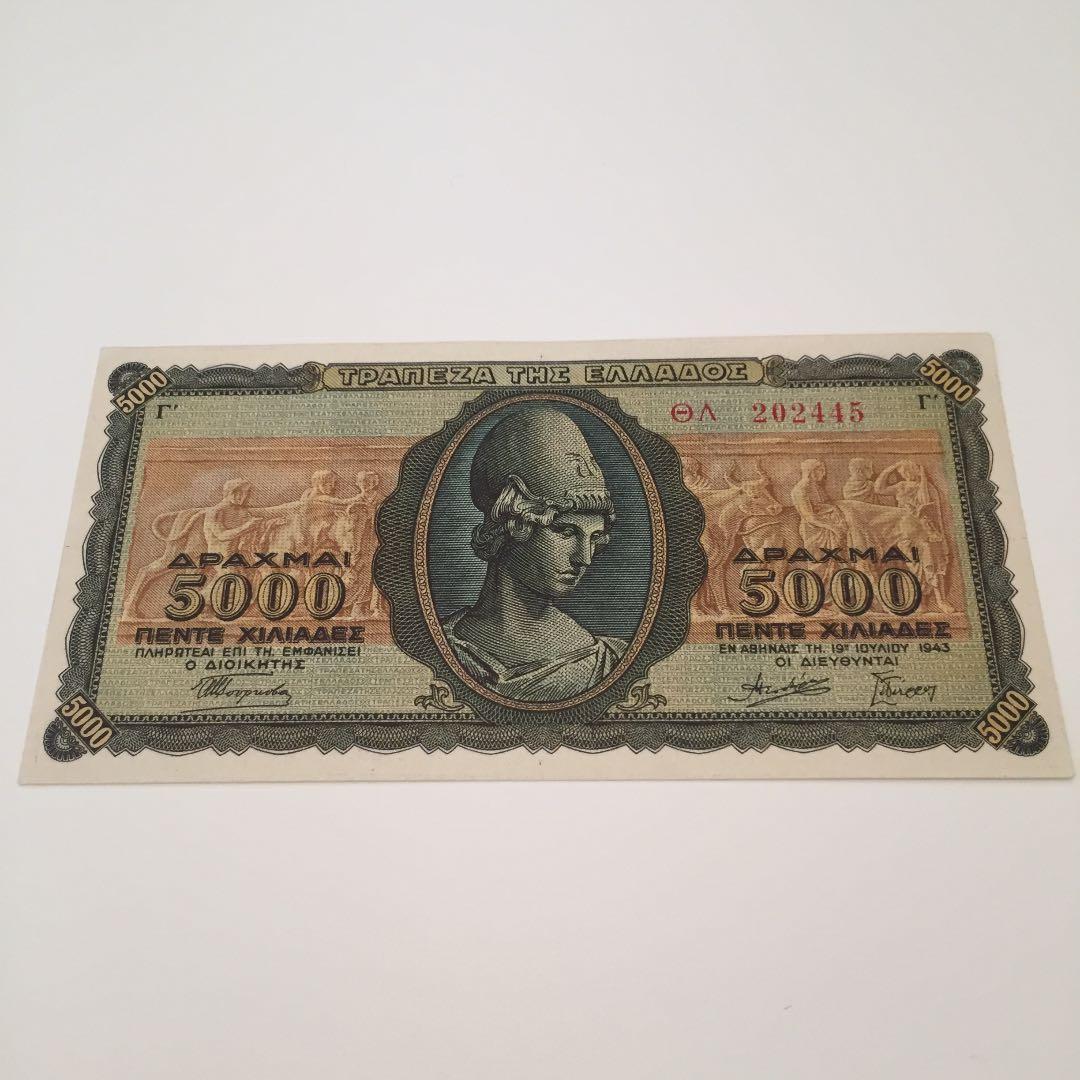 5000 ΤΡΑΠΕΖΑ ΤΗΣ ΕΛΛΑΔΟΣ 5000
Γ' ΘΛ 202445 Γ'
ΔΡΑΧΜΑΙ ΔΡΑΧΜΑΙ
5000 5000
ΠΕΝΤΕ ΧΙΛΙΑΔΕΣ ΠΕΝΤΕ ΧΙΛΙΑΔΕΣ
ΠΛΗΡΩΤΕΑΙ ΕΠΙ ΤΗ, ΕΜΦΑΝΙΣΕΙ ΕΝ ΑΘΗΝΑΙΣ ΤΗ, 19ῃ ΙΟΥΛΙΟΥ 1943
Ο ΔΙΟΙΚΗΤΗΣ ΟΙ ΔΙΕΥΘΥΝΤΑΙ
5000 5000